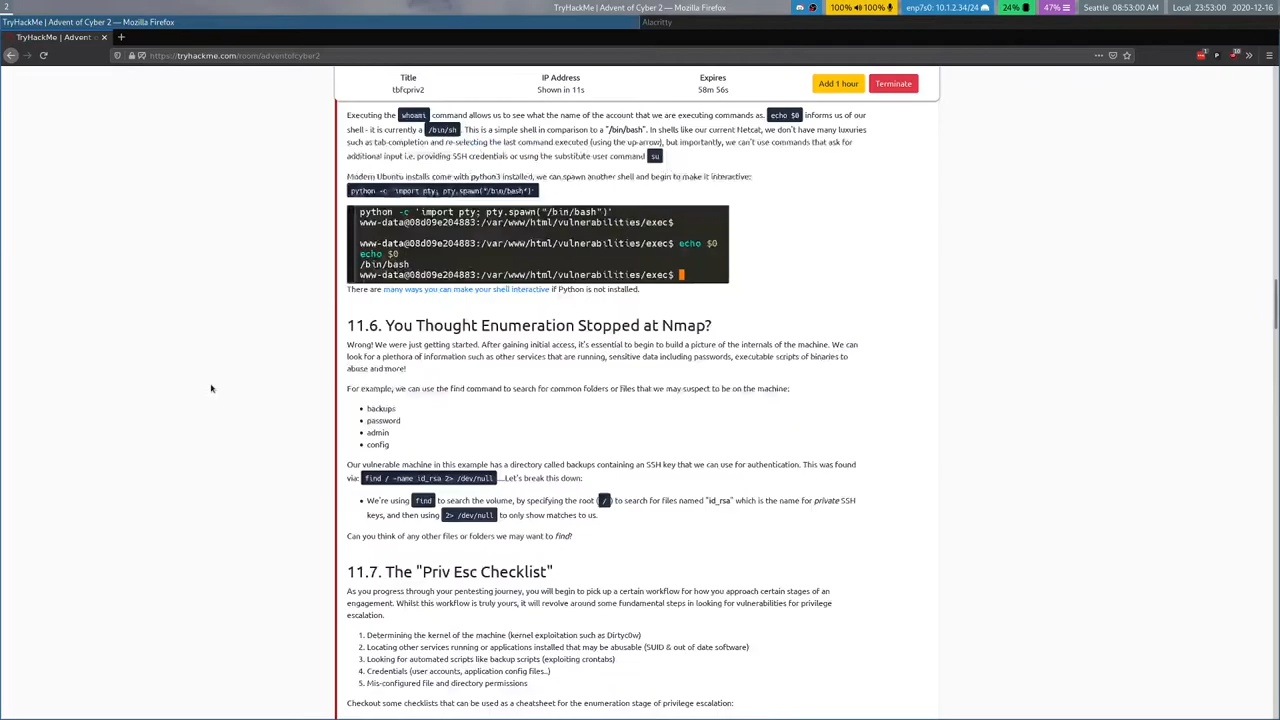 2
TryHackMe | Advent of Cyber 2 — Mozilla Firefox
100% 100%
enp7s0: 10.1.2.34/24
24%
47%
Seattle 08:53:00 AM
Local 23:53:00
2020-12-16
TryHackMe | Advent of Cyber 2 — Mozilla Firefox
Alacritty
TryHackMe | Advent o
https://tryhackme.com/room/adventofcyber2
Title
IP Address
Expires
tbfcpriv2
Shown in 11s
58m 56s
Add 1 hour
Terminate
Executing the whoami command allows us to see what the name of the account that we are executing commands as. echo $0 informs us of our
shell - it is currently a /bin/sh . This is a simple shell in comparison to a "/bin/bash". In shells like our current Netcat, we don't have many luxuries
such as tab-completion and re-selecting the last command executed (using the up-arrow), but importantly, we can't use commands that ask for
additional input i.e. providing SSH credentials or using the substitute user command su
Modern Ubuntu installs come with python3 installed, we can spawn another shell and begin to make it interactive:
python -c 'import pty; pty.spawn("/bin/bash")'
python -c 'import pty; pty.spawn("/bin/bash")'
www-data@08d09e204883:/var/www/html/vulnerabilities/exec$
www-data@08d09e204883:/var/www/html/vulnerabilities/exec$ echo $0
echo $0
/bin/bash
www-data@08d09e204883:/var/www/html/vulnerabilities/exec$
There are many ways you can make your shell interactive if Python is not installed.
11.6. You Thought Enumeration Stopped at Nmap?
Wrong! We were just getting started. After gaining initial access, it's essential to begin to build a picture of the internals of the machine. We can
look for a plethora of information such as other services that are running, sensitive data including passwords, executable scripts of binaries to
abuse and more!
For example, we can use the find command to search for common folders or files that we may suspect to be on the machine:
• backups
• password
• admin
• config
Our vulnerable machine in this example has a directory called backups containing an SSH key that we can use for authentication. This was found
via: find / -name id_rsa 2> /dev/null ....Let's break this down:
• We're using find to search the volume, by specifying the root ( / ) to search for files named "id_rsa" which is the name for private SSH
keys, and then using 2> /dev/null to only show matches to us.
Can you think of any other files or folders we may want to find?
11.7. The "Priv Esc Checklist"
As you progress through your pentesting journey, you will begin to pick up a certain workflow for how you approach certain stages of an
engagement. Whilst this workflow is truly yours, it will revolve around some fundamental steps in looking for vulnerabilities for privilege
escalation.
1. Determining the kernel of the machine (kernel exploitation such as Dirtyc0w)
2. Locating other services running or applications installed that may be abusable (SUID & out of date software)
3. Looking for automated scripts like backup scripts (exploiting crontabs)
4. Credentials (user accounts, application config files..)
5. Mis-configured file and directory permissions
Checkout some checklists that can be used as a cheatsheet for the enumeration stage of privilege escalation: